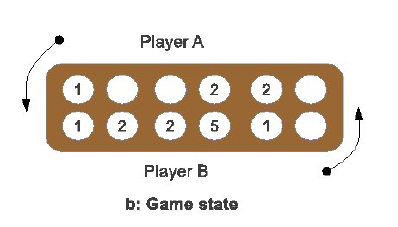 Player A
1 2 2
1 2 2 5 1
Player B
b: Game state